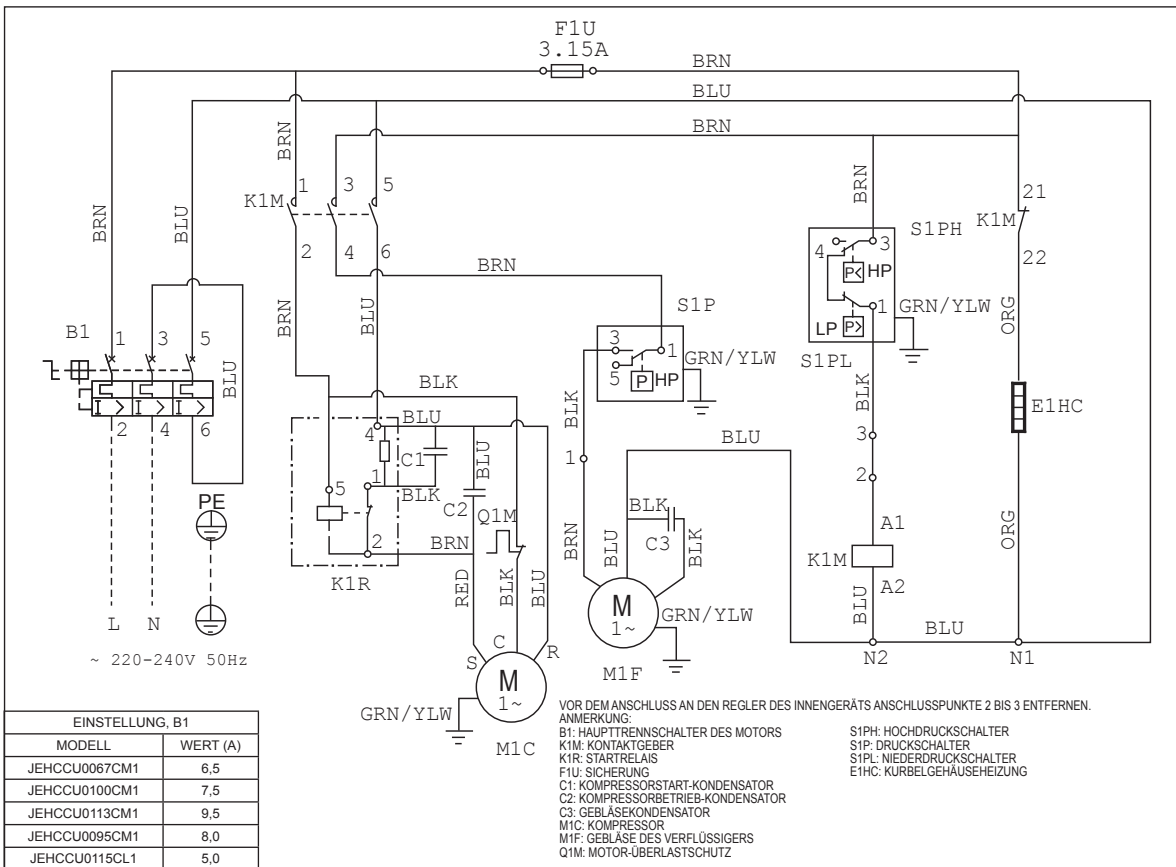 F1U
3.15A
BRN
BLU
BRN
BRN
BRN
BRN
BLU
1 3 5
K1M
2 4 6
21
K1M
22
4 3
S1PH
P< HP
1
LP P>
GRN/YLW
S1PL
BRN
BRN
BLU
S1P
3 1
5
P HP
GRN/YLW
ORG
B1
1 3 5
BLU
I > I > I >
2 4 6
BLK
BLU
BLK
BLK
E1HC
4
C1
BLU
1
3
1
BLU
2
5
BLK
C2
PE
Q1M
BLK
C3
A1
2
BRN
BRN
BLU
BLK
K1M
ORG
K1R
RED
BLK
BLU
A2
BLU
M
1~
GRN/YLW
L N
~ 220-240V 50Hz
C
S R
BLU
N2 N1
M1F
M
1~
GRN/YLW
M1C
EINSTELLUNG, B1
MODELL WERT (A)
JEHCCU0067CM1 6,5
JEHCCU0100CM1 7,5
JEHCCU0113CM1 9,5
JEHCCU0095CM1 8,0
JEHCCU0115CL1 5,0
VOR DEM ANSCHLUSS AN DEN REGLER DES INNENGERÄTS ANSCHLUSSPUNKTE 2 BIS 3 ENTFERNEN.
ANMERKUNG:
B1: HAUPTTRENNSCHALTER DES MOTORS
K1M: KONTAKTGEBER
K1R: STARTRELAIS
F1U: SICHERUNG
C1: KOMPRESSORSTART-KONDENSATOR
C2: KOMPRESSORBETRIEB-KONDENSATOR
C3: GEBLÄSEKONDENSATOR
M1C: KOMPRESSOR
M1F: GEBLÄSE DES VERFLÜSSIGERS
Q1M: MOTOR-ÜBERLASTSCHUTZ
S1PH: HOCHDRUCKSCHALTER
S1P: DRUCKSCHALTER
S1PL: NIEDERDRUCKSCHALTER
E1HC: KURBELGEHÄUSEHEIZUNG